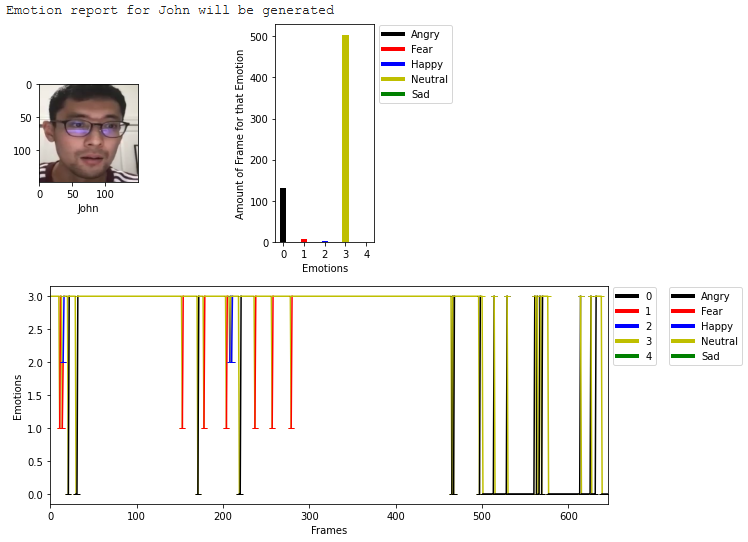 Emotion report for John will be generated
0
50
100
0 50 100
John
Amount of Frame for that Emotion
500
400
300
200
100
0
0 1 2 3 4
Emotions
Angry
Fear
Happy
Neutral
Sad
Emotions
3.0
2.5
2.0
1.5
1.0
0.5
0.0
0 100 200 300 400 500 600
Frames
0
1
2
3
4
Angry
Fear
Happy
Neutral
Sad